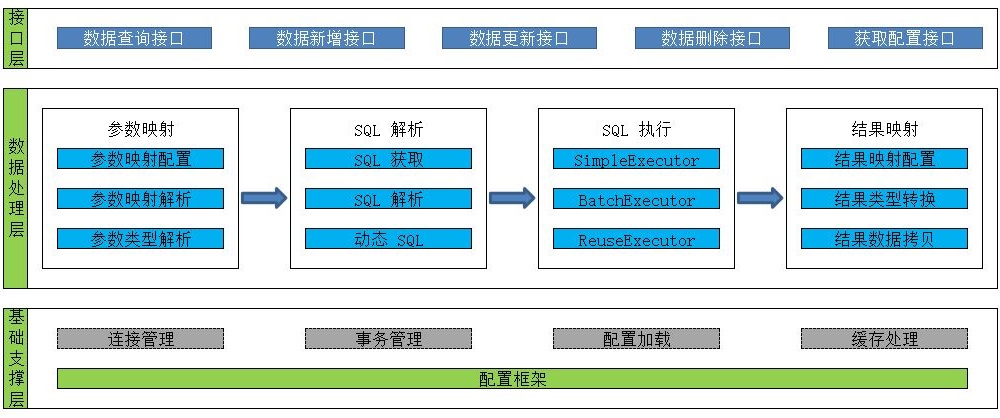 接口层
数据查询接口
数据新增接口
数据更新接口
数据删除接口
获取配置接口
数据处理层
参数映射
参数映射配置
参数映射解析
参数类型解析
SQL 解析
SQL 获取
SQL 解析
动态 SQL
SQL 执行
SimpleExecutor
BatchExecutor
ReuseExecutor
结果映射
结果映射配置
结果类型转换
结果数据拷贝
基础支撑层
连接管理
事务管理
配置加载
缓存处理
配置框架